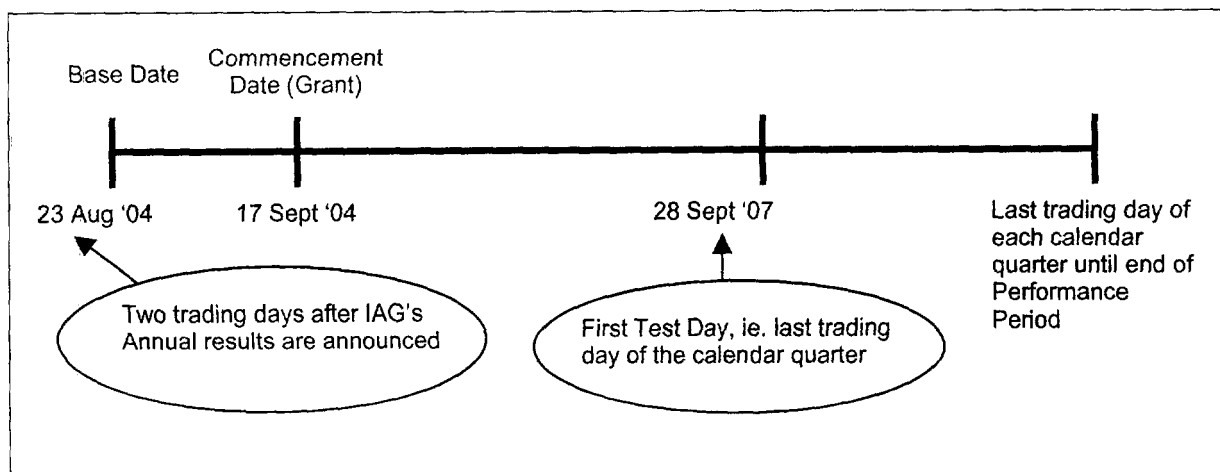 Base Date
Commencement
Date (Grant)
23 Aug ‘04
17 Sept ‘04
28 Sept ‘07
Last trading day of
each calendar
quarter until end of
Performance
Period
Two trading days after IAG's
Annual results are announced
First Test Day, ie. last trading
day of the calendar quarter